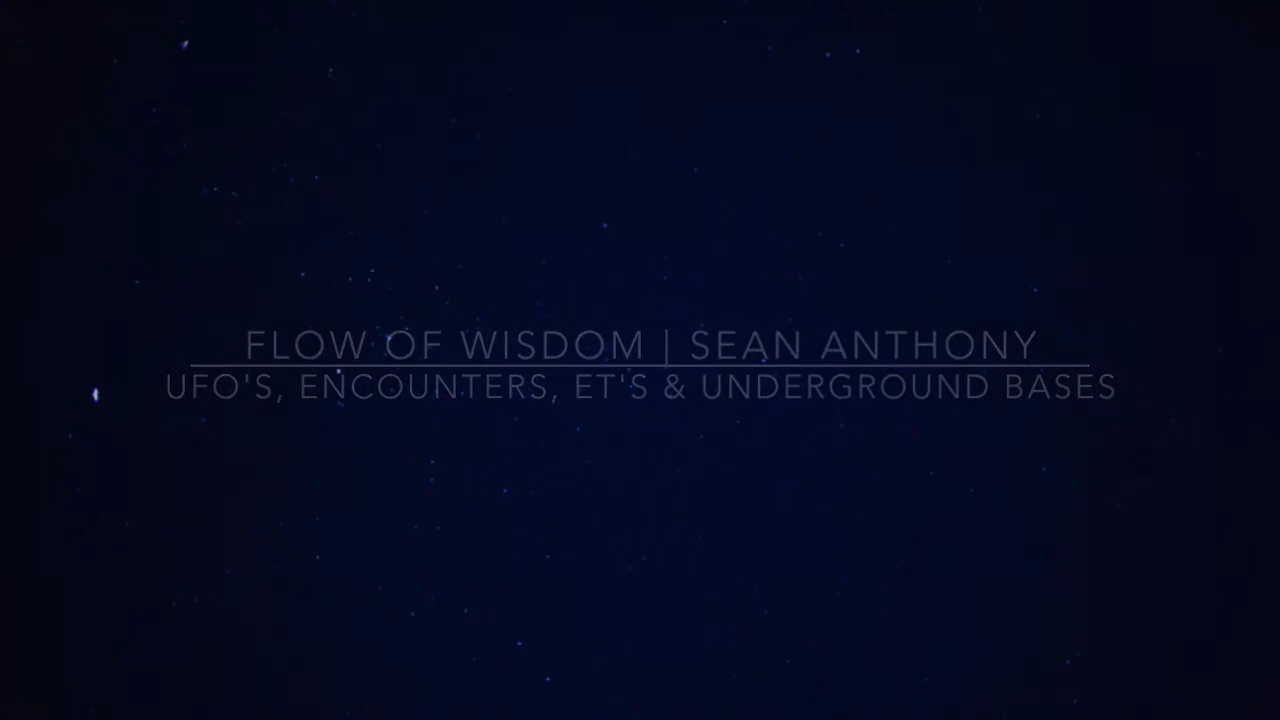 FLOW OF WISDOM | SEAN ANTHONY
UFO'S, ENCOUNTERS, ET'S & UNDERGROUND BASES